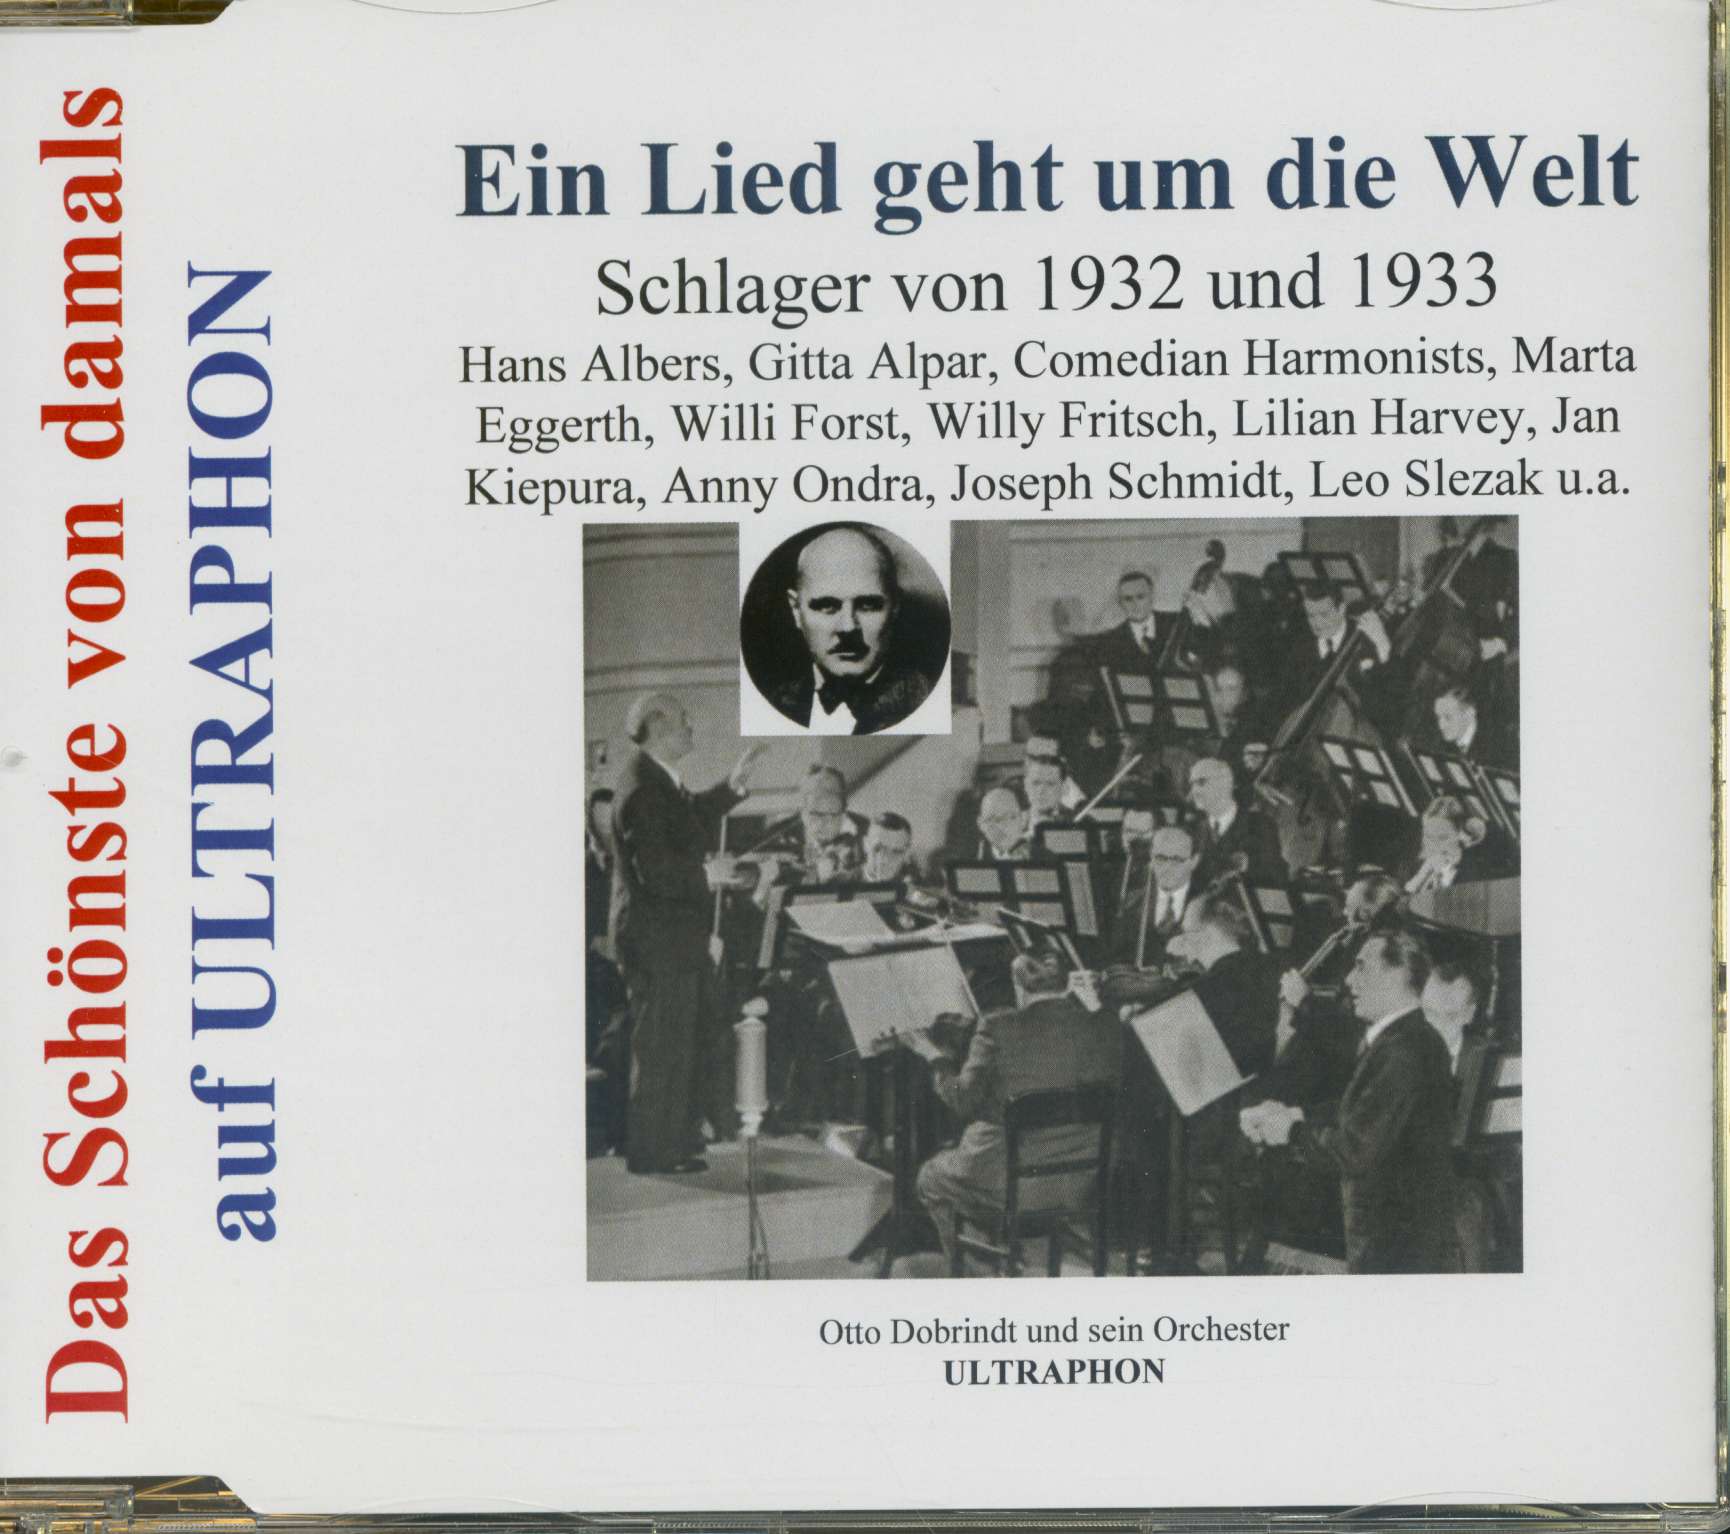 Das Schönste von damals
auf ULTRAPHON
Ein Lied geht um die Welt
Schlager von 1932 und 1933
Hans Albers, Gitta Alpar, Comedian Harmonists, Marta
Eggerth, Willi Forst, Willy Fritsch, Lilian Harvey, Jan
Kiepura, Anny Ondra, Joseph Schmidt, Leo Slezak u.a.
Otto Dobrindt und sein Orchester
ULTRAPHON